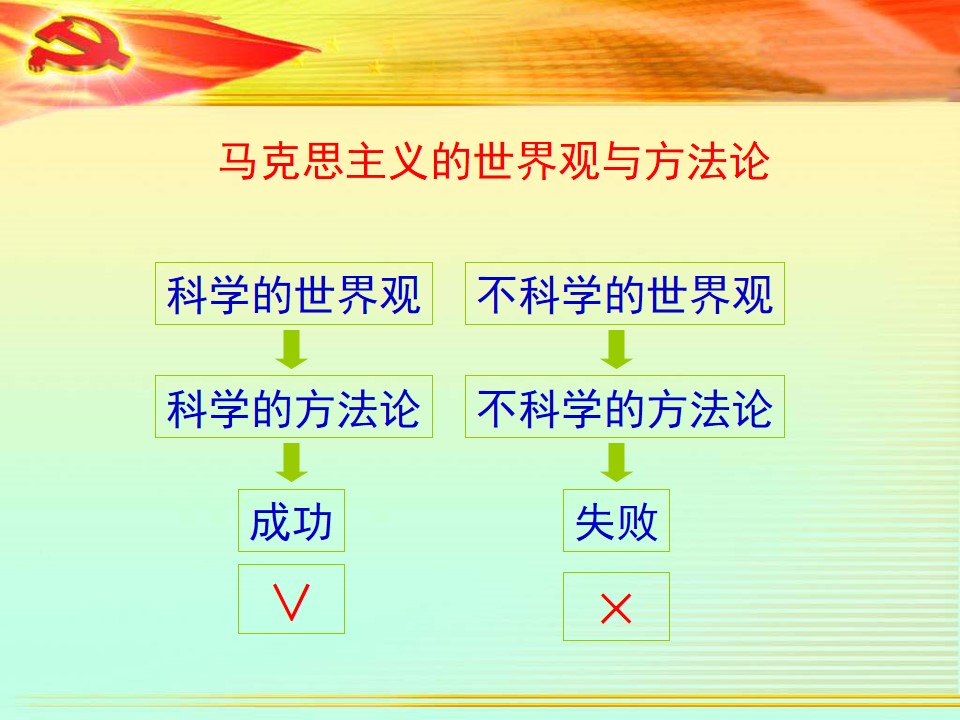 马克思主义的世界观与方法论
科学的世界观
不科学的世界观
科学的方法论
不科学的方法论
成功
失败
∨
×